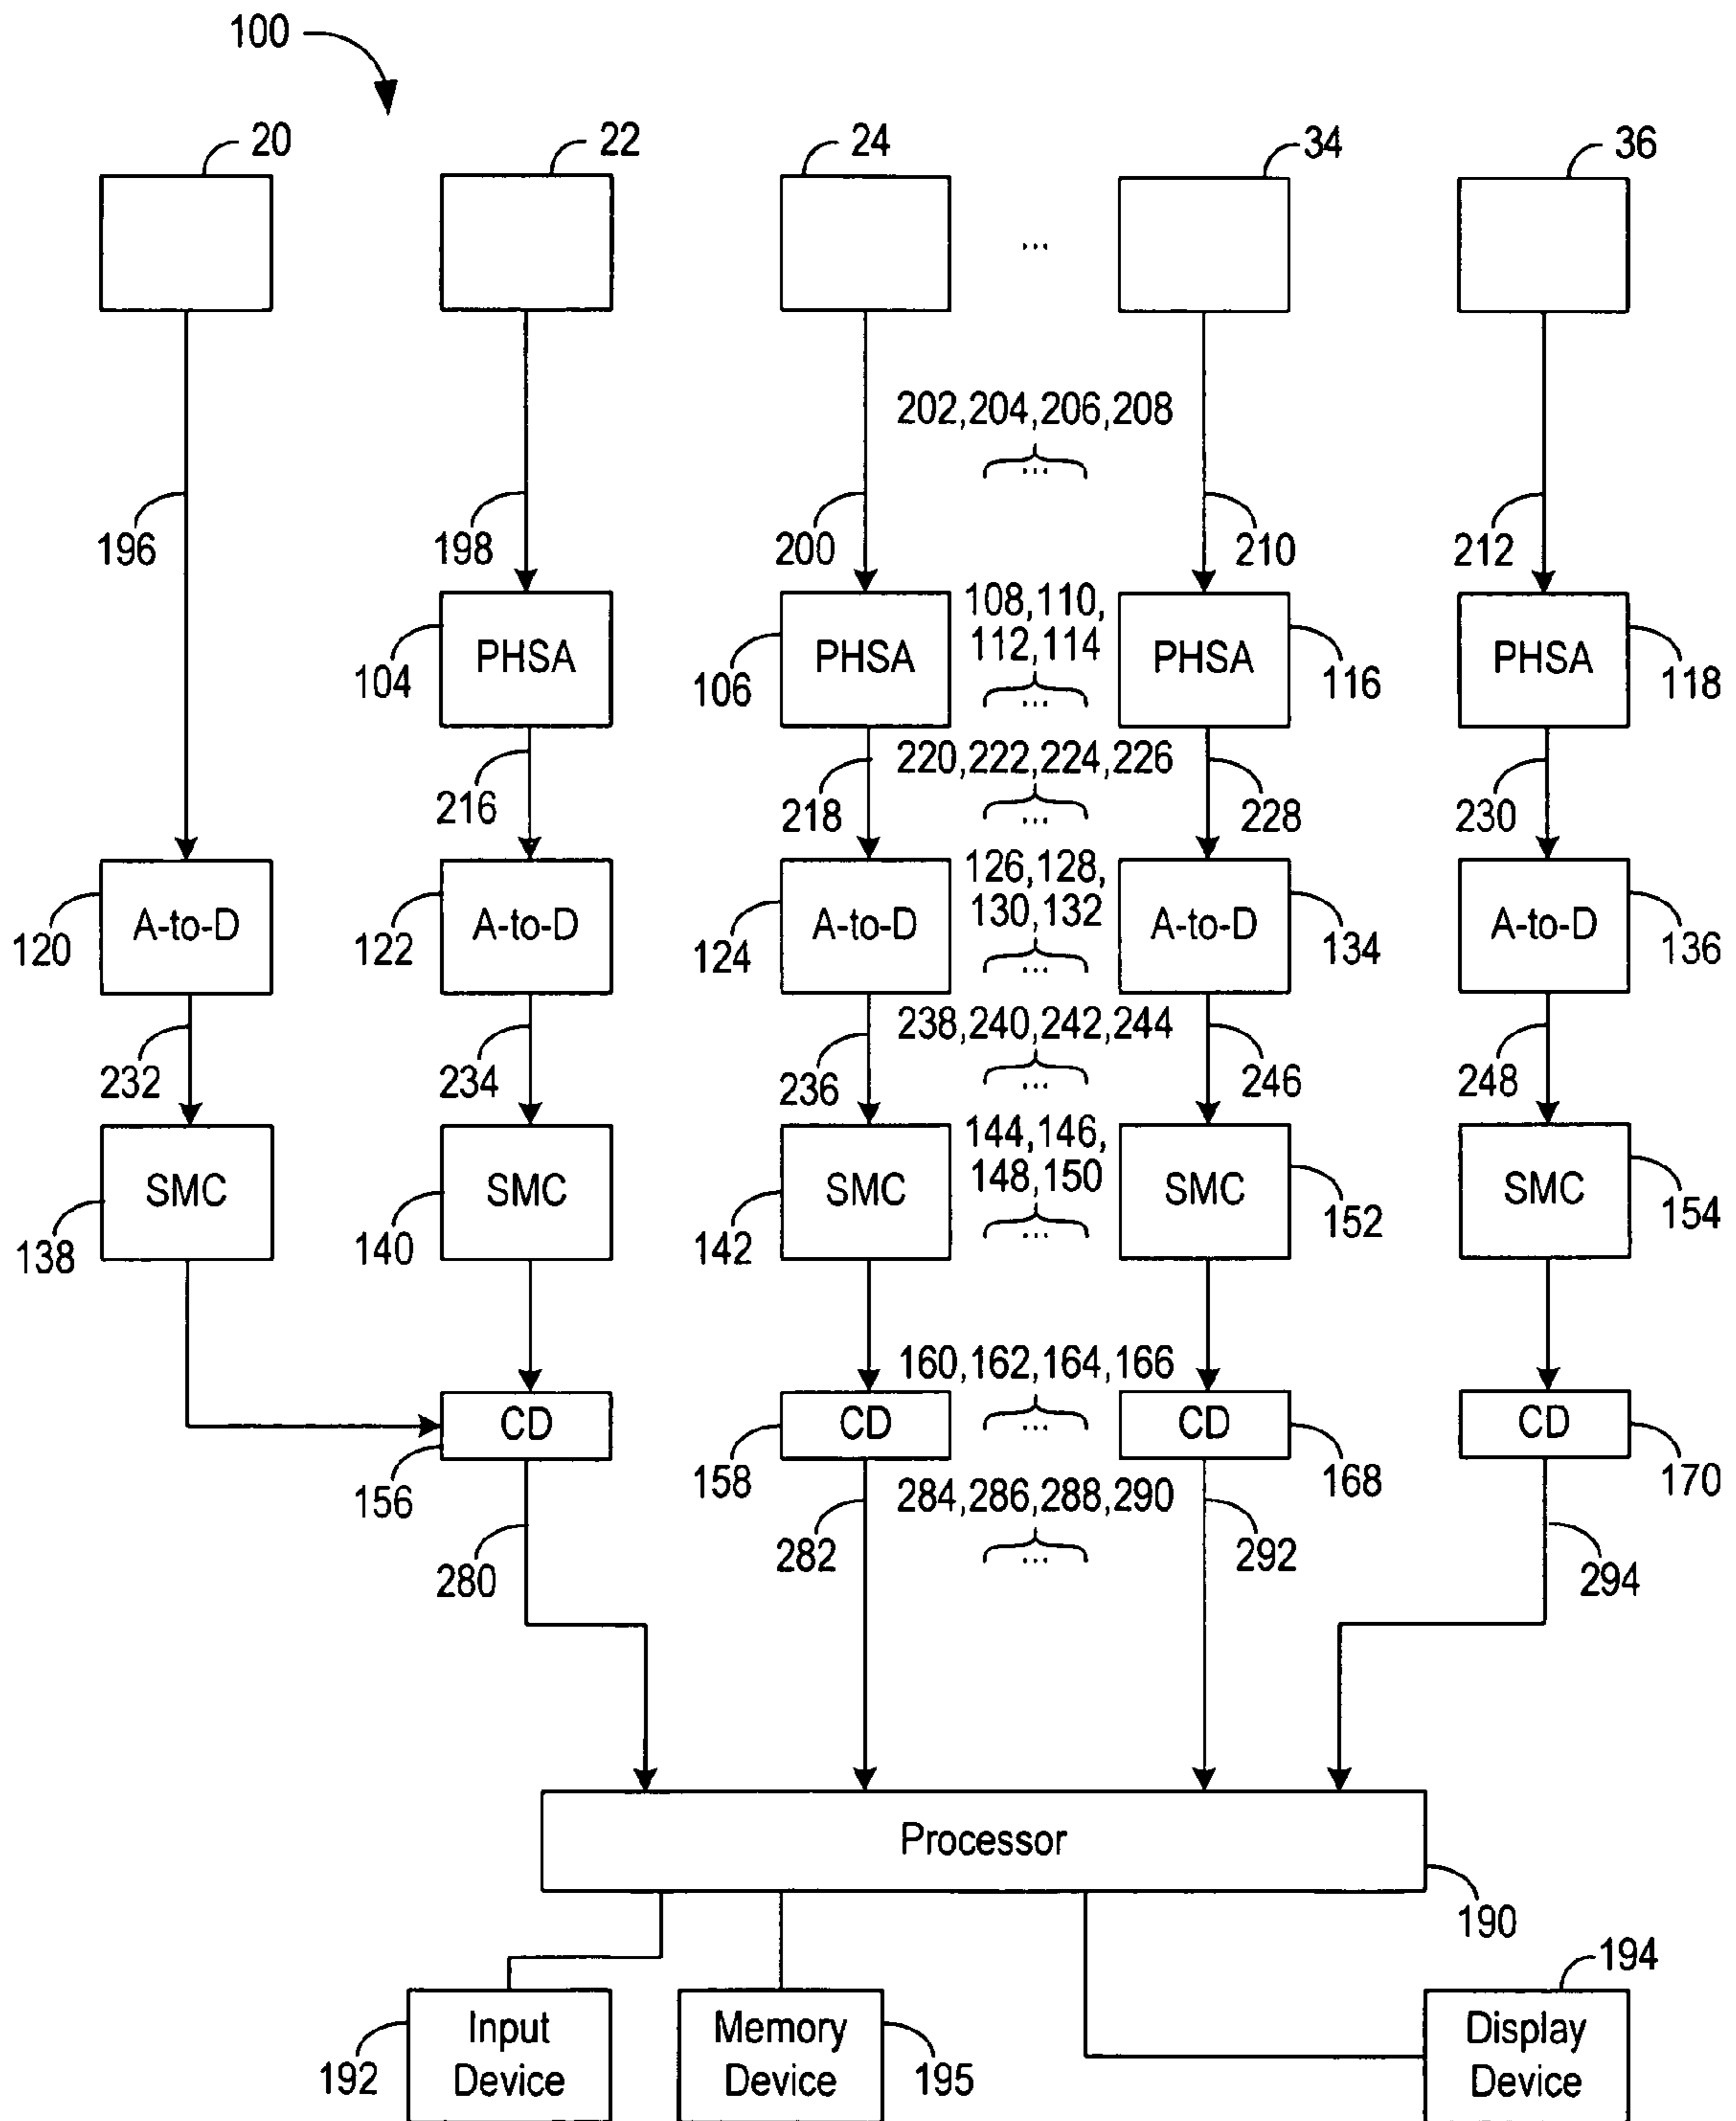 100
20
22
24
34
36
...
202,204,206,208
...
196
198
200
210
212
108,110,
112,114
...
PHSA
PHSA
PHSA
PHSA
104
106
116
118
220,222,224,226
...
216
218
228
230
126,128,
130,132
...
A-to-D
A-to-D
A-to-D
A-to-D
A-to-D
120
122
124
134
136
238,240,242,244
...
232
234
236
246
248
144,146,
148,150
...
SMC
SMC
SMC
SMC
SMC
138
140
142
152
154
160,162,164,166
...
CD
CD
CD
CD
156
158
168
170
284,286,288,290
...
280
282
292
294
Processor
190
194
Input
Device
192
Memory
Device
195
Display
Device